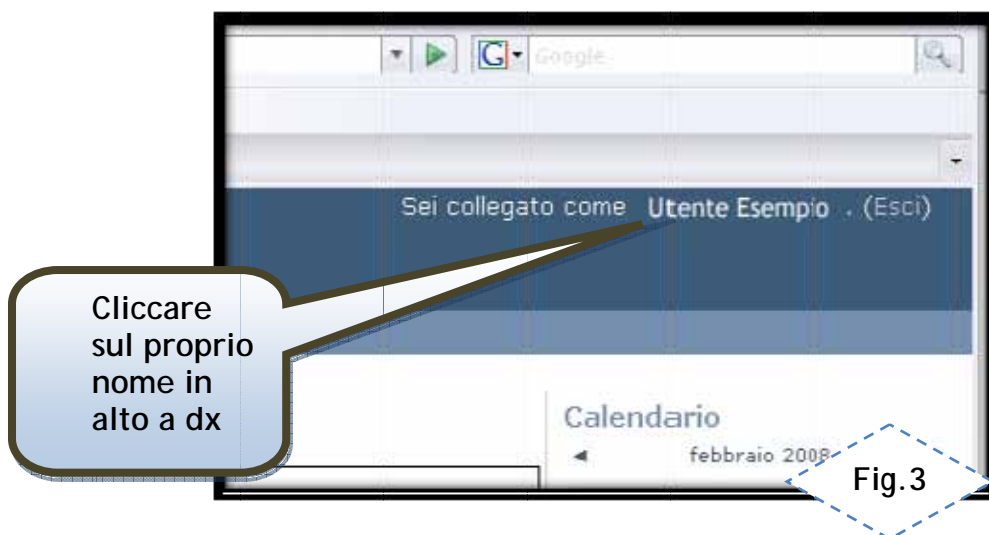 Google
Sei collegato come Utente Esempio . (Esci)
Cliccare
sul proprio
nome in
alto a dx
Calendario
◄ febbraio 2008
Fig.3